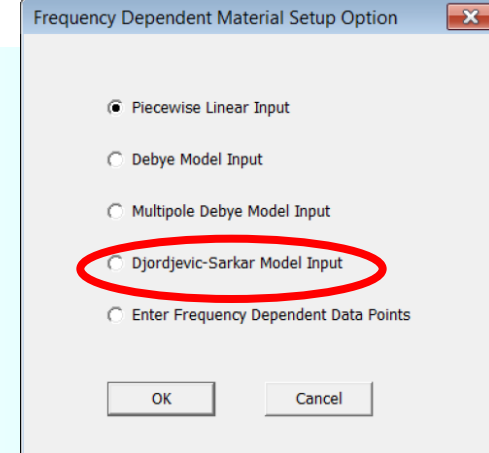 Frequency Dependent Material Setup Option
Piecewise Linear Input
Debye Model Input
Multipole Debye Model Input
Djordjevic-Sarkar Model Input
Enter Frequency Dependent Data Points
OK Cancel